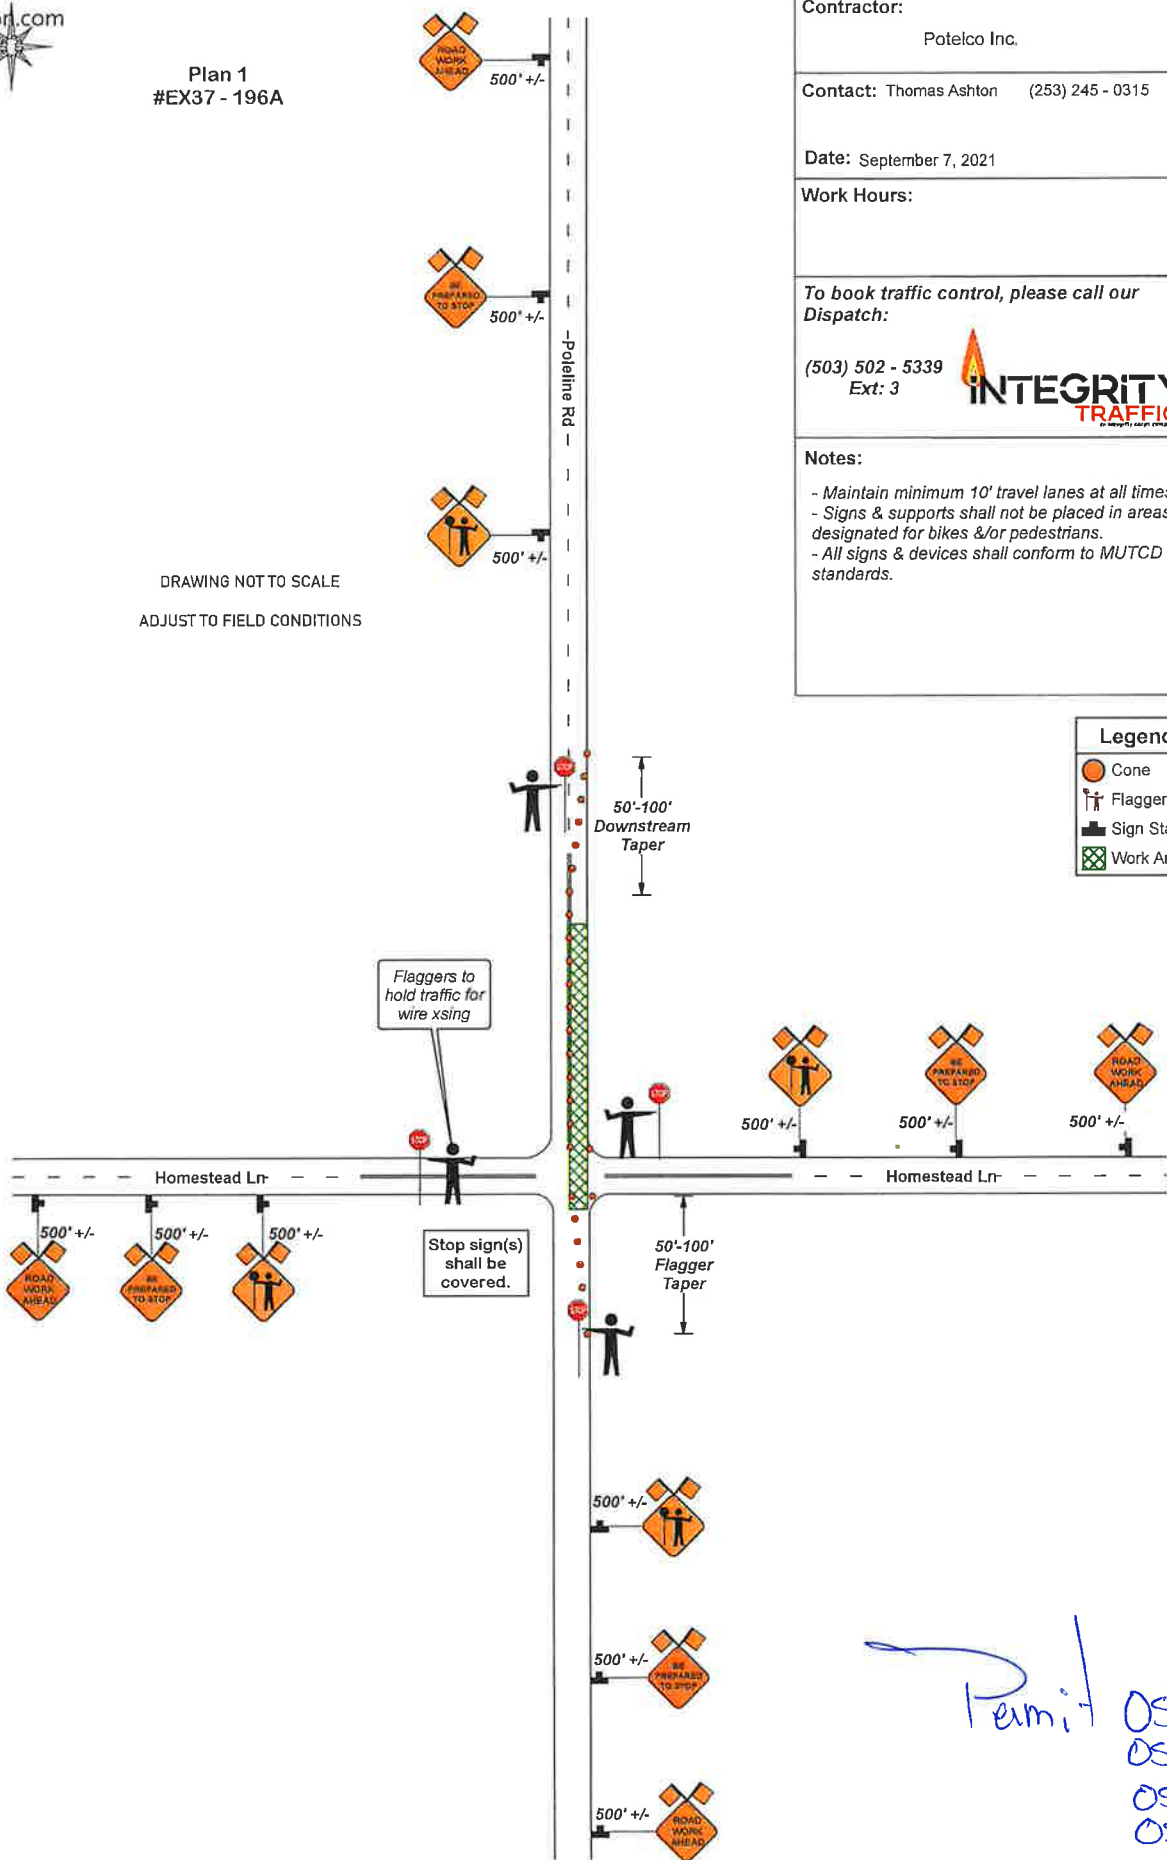 on.com
Plan 1
#EX37 - 196A
Contractor:
Potelco Inc.
Contact: Thomas Ashton (253) 245 - 0315
Date: September 7, 2021
Work Hours:
To book traffic control, please call our
Dispatch:
(503) 502 - 5339
Ext: 3
INTEGRITY
TRAFFIC
Notes:
- Maintain minimum 10' travel lanes at all times
- Signs & supports shall not be placed in areas
designated for bikes &/or pedestrians.
- All signs & devices shall conform to MUTCD
standards.
Legend
Cone
Flagger
Sign Sta
Work Ar
ROAD
WORK
AHEAD
500' +/-
BE
PREPARED
TO STOP
500' +/-
Poleline Rd
500' +/-
DRAWING NOT TO SCALE
ADJUST TO FIELD CONDITIONS
STOP
50'-100'
Downstream
Taper
Flaggers to
hold traffic for
wire xsing
STOP
500' +/-
BE
PREPARED
TO STOP
500' +/-
ROAD
WORK
AHEAD
500' +/-
STOP
Homestead Ln
Homestead Ln
500' +/-
500' +/-
500' +/-
ROAD
WORK
AHEAD
BE
PREPARED
TO STOP
Stop sign(s)
shall be
covered.
50'-100'
Flagger
Taper
STOP
500' +/-
500' +/-
BE
PREPARED
TO STOP
500' +/-
ROAD
WORK
AHEAD
Permit OS
OS
OS
OS